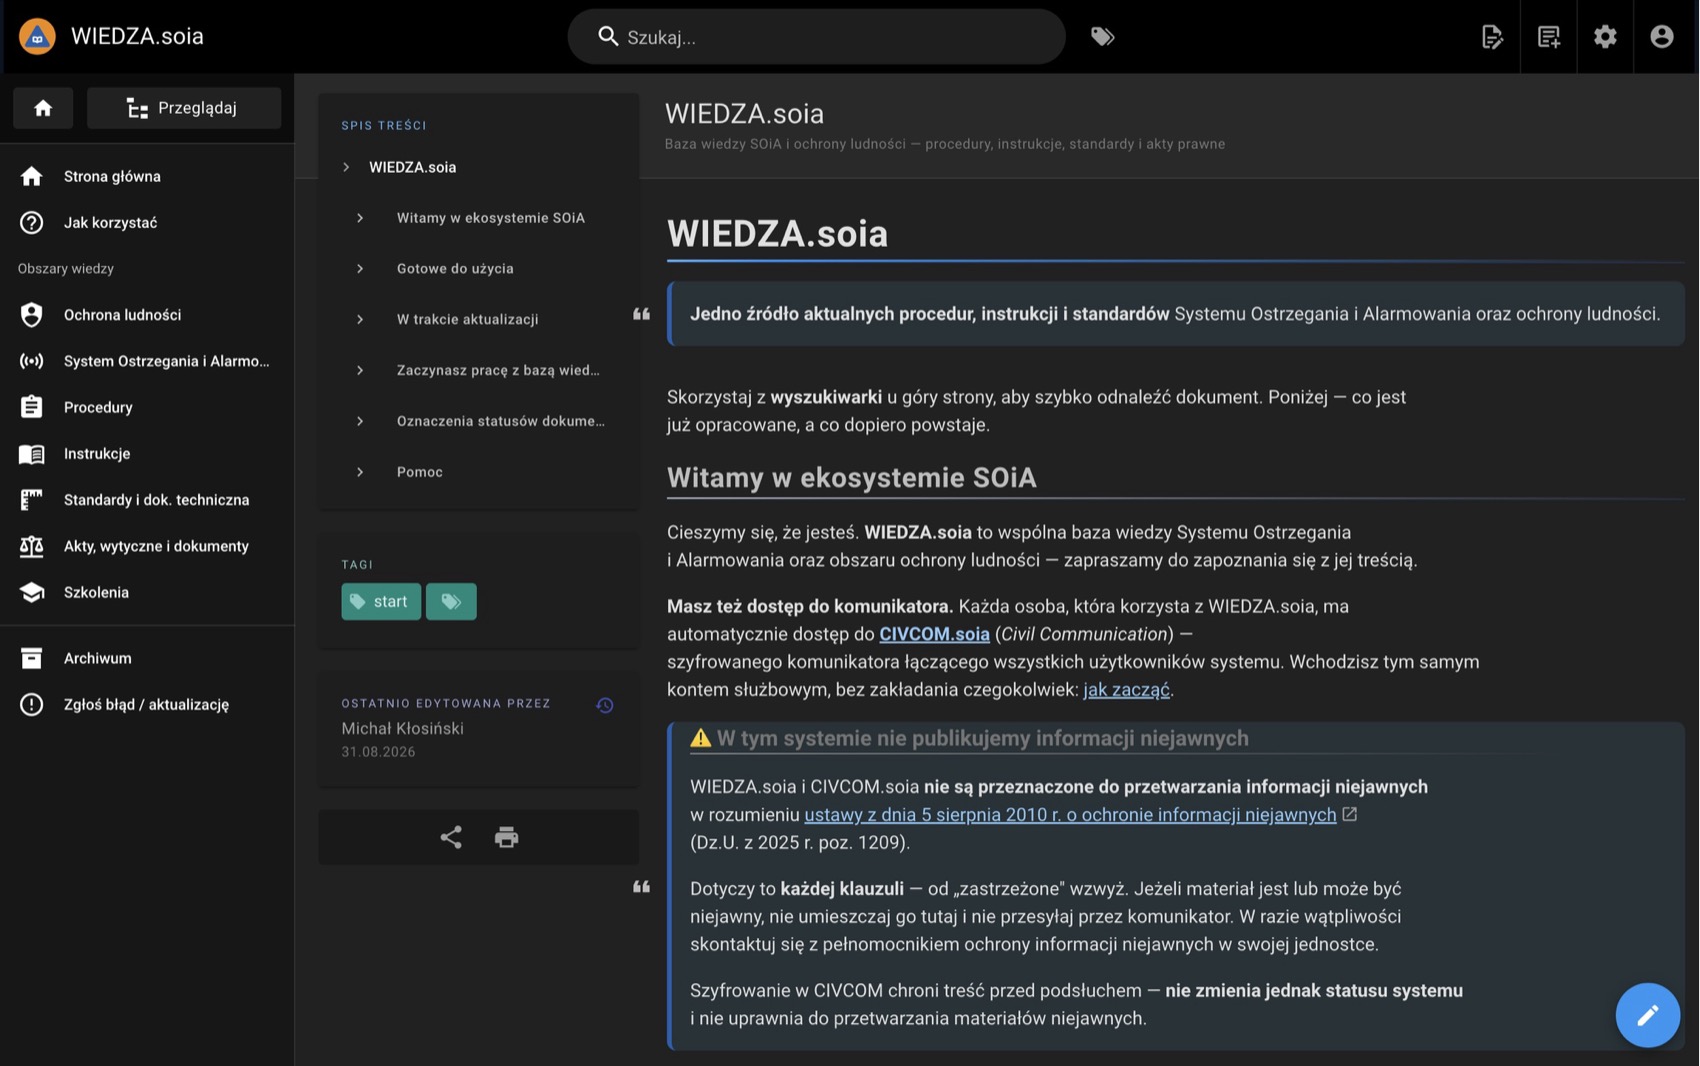 WIEDZA.soia
Szukaj...
Przeglądaj
Strona główna
Jak korzystać
Obszary wiedzy
Ochrona ludności
System Ostrzegania i Alarmo...
Procedury
Instrukcje
Standardy i dok. techniczna
Akty, wytyczne i dokumenty
Szkolenia
Archiwum
Zgłoś błąd / aktualizację
SPIS TREŚCI
WIEDZA.soia
Witamy w ekosystemie SOiA
Gotowe do użycia
W trakcie aktualizacji
Zaczynasz pracę z bazą wied...
Oznaczenia statusów dokume...
Pomoc
TAGI
start
OSTATNIO EDYTOWANA PRZEZ
Michał Kłosiński
31.08.2026
WIEDZA.soia
Baza wiedzy SOiA i ochrony ludności — procedury, instrukcje, standardy i akty prawne
WIEDZA.soia
Jedno źródło aktualnych procedur, instrukcji i standardów Systemu Ostrzegania i Alarmowania oraz ochrony ludności.
Skorzystaj z wyszukiwarki u góry strony, aby szybko odnaleźć dokument. Poniżej — co jest
już opracowane, a co dopiero powstaje.
Witamy w ekosystemie SOiA
Cieszymy się, że jesteś. WIEDZA.soia to wspólna baza wiedzy Systemu Ostrzegania
i Alarmowania oraz obszaru ochrony ludności — zapraszamy do zapoznania się z jej treścią.
Masz też dostęp do komunikatora. Każda osoba, która korzysta z WIEDZA.soia, ma
automatycznie dostęp do CIVCOM.soia (Civil Communication) —
szyfrowanego komunikatora łączącego wszystkich użytkowników systemu. Wchodzisz tym samym
kontem służbowym, bez zakładania czegokolwiek: jak zacząć.
⚠️ W tym systemie nie publikujemy informacji niejawnych
WIEDZA.soia i CIVCOM.soia nie są przeznaczone do przetwarzania informacji niejawnych
w rozumieniu ustawy z dnia 5 sierpnia 2010 r. o ochronie informacji niejawnych
(Dz.U. z 2025 r. poz. 1209).
Dotyczy to każdej klauzuli — od „zastrzeżone" wzwyż. Jeżeli materiał jest lub może być
niejawny, nie umieszczaj go tutaj i nie przesyłaj przez komunikator. W razie wątpliwości
skontaktuj się z pełnomocnikiem ochrony informacji niejawnych w swojej jednostce.
Szyfrowanie w CIVCOM chroni treść przed podsłuchem — nie zmienia jednak statusu systemu
i nie uprawnia do przetwarzania materiałów niejawnych.